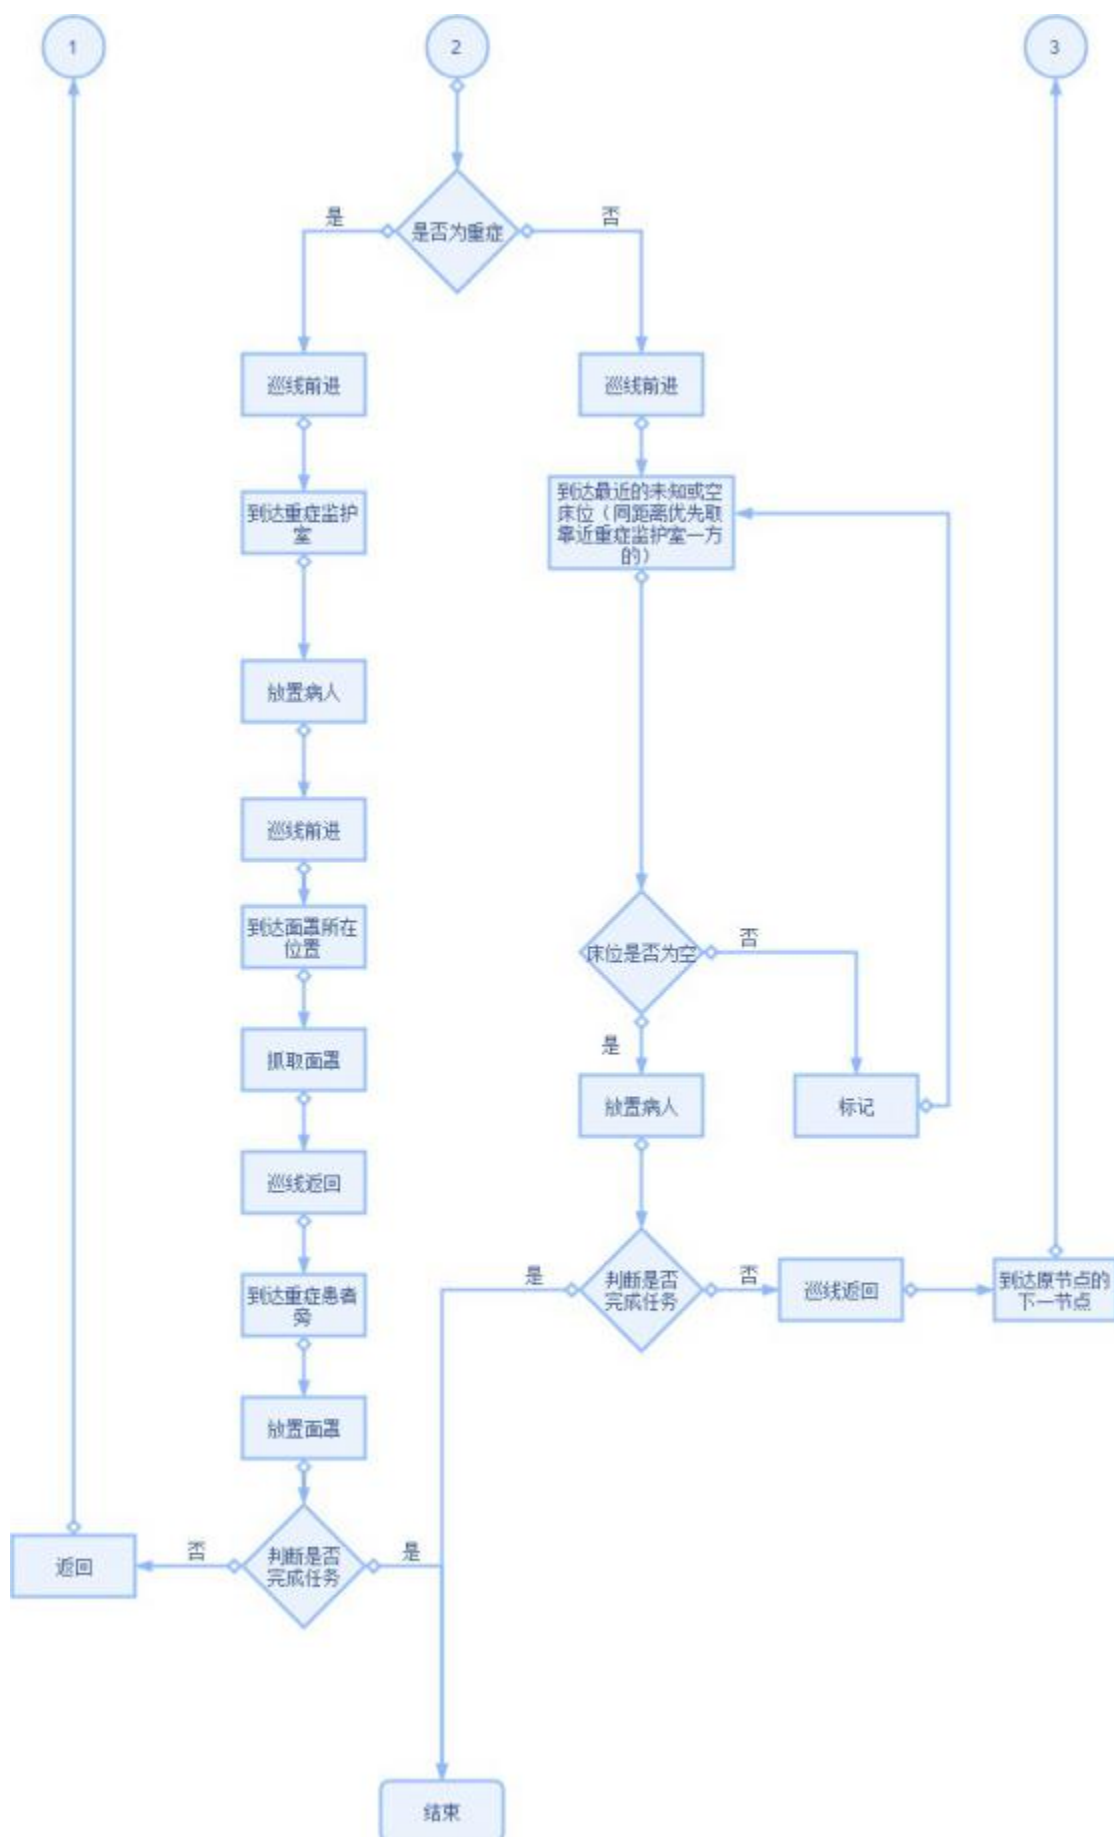 1
2
3
是否为重症
是
否
巡线前进
巡线前进
到达重症监护
室
到达最近的未知或空
床位（同距离优先取
靠近重症监护室一方
的）
放置病人
巡线前进
到达面罩所在
位置
床位是否为空
否
是
抓取面罩
放置病人
标记
巡线返回
到达重症患者
旁
判断是否
完成任务
是
否
巡线返回
到达原节点的
下一节点
放置面罩
判断是否
完成任务
否
是
返回
结束